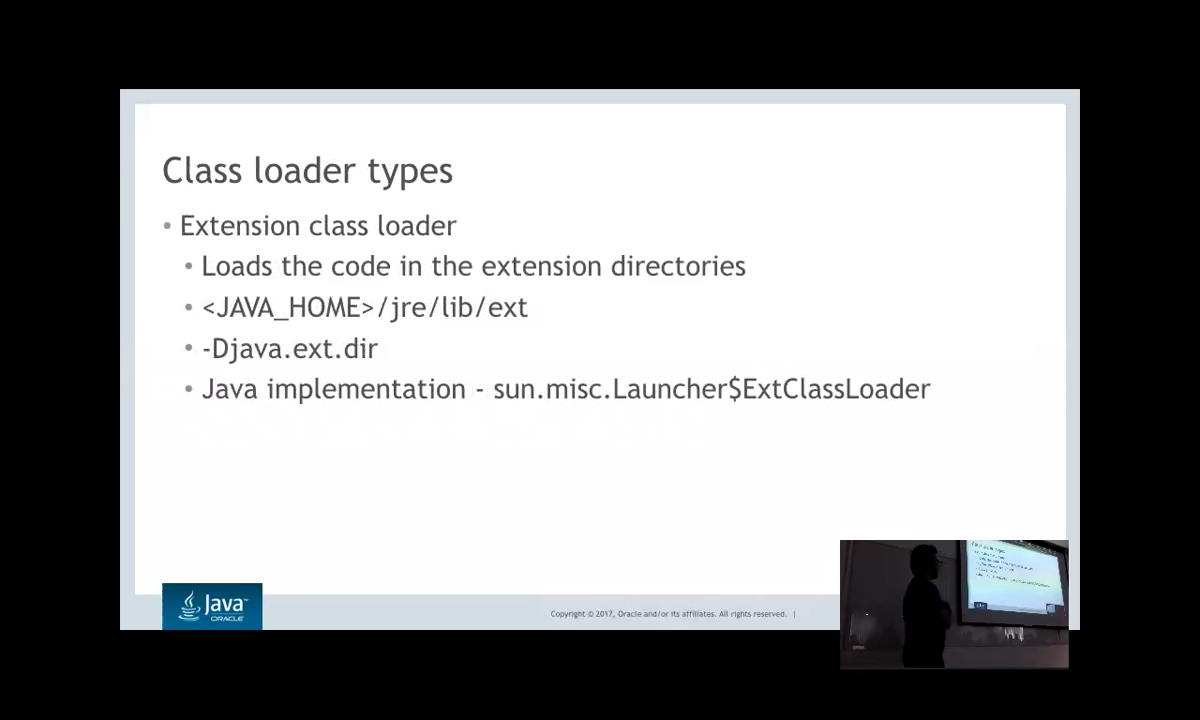 Class loader types
• Extension class loader
• Loads the code in the extension directories
• <JAVA_HOME>/jre/lib/ext
• -Djava.ext.dir
• Java implementation - sun.misc.Launcher$ExtClassLoader
Java™
ORACLE
Copyright © 2017, Oracle and/or its affiliates. All rights reserved. |